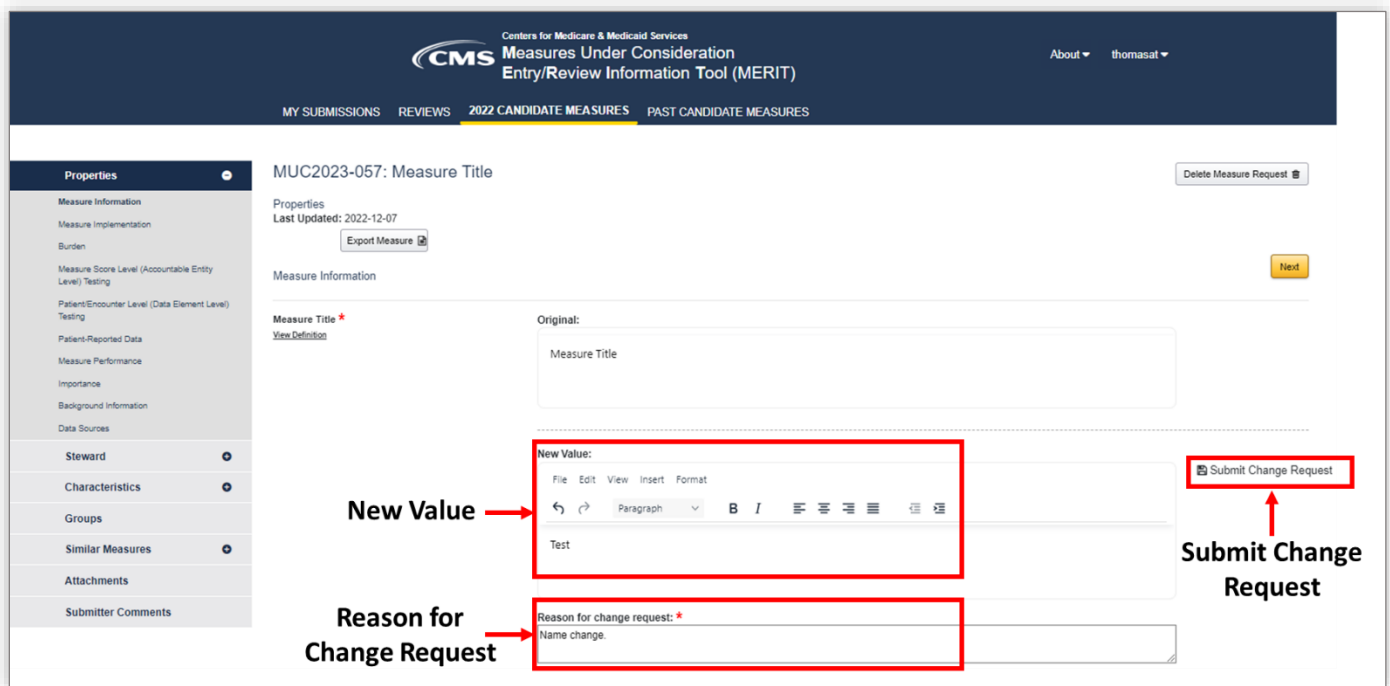 Centers for Medicare & Medicaid Services
CMS Measures Under Consideration
Entry/Review Information Tool (MERIT)
About thomasat
MY SUBMISSIONS REVIEWS 2022 CANDIDATE MEASURES PAST CANDIDATE MEASURES
Properties
Measure Information
Measure Implementation
Burden
Measure Score Level (Accountable Entity
Level) Testing
Patient/Encounter Level (Data Element Level)
Testing
Patient-Reported Data
Measure Performance
Importance
Background Information
Data Sources
Steward
Characteristics
Groups
Similar Measures
Attachments
Submitter Comments
MUC2023-057: Measure Title
Delete Measure Request
Properties
Last Updated: 2022-12-07
Export Measure
Next
Measure Information
Measure Title *
View Definition
Original:
Measure Title
New Value:
File Edit View Insert Format
Paragraph B I
Test
Submit Change Request
New Value
Submit Change
Request
Reason for change request: *
Name change.
Reason for
Change Request